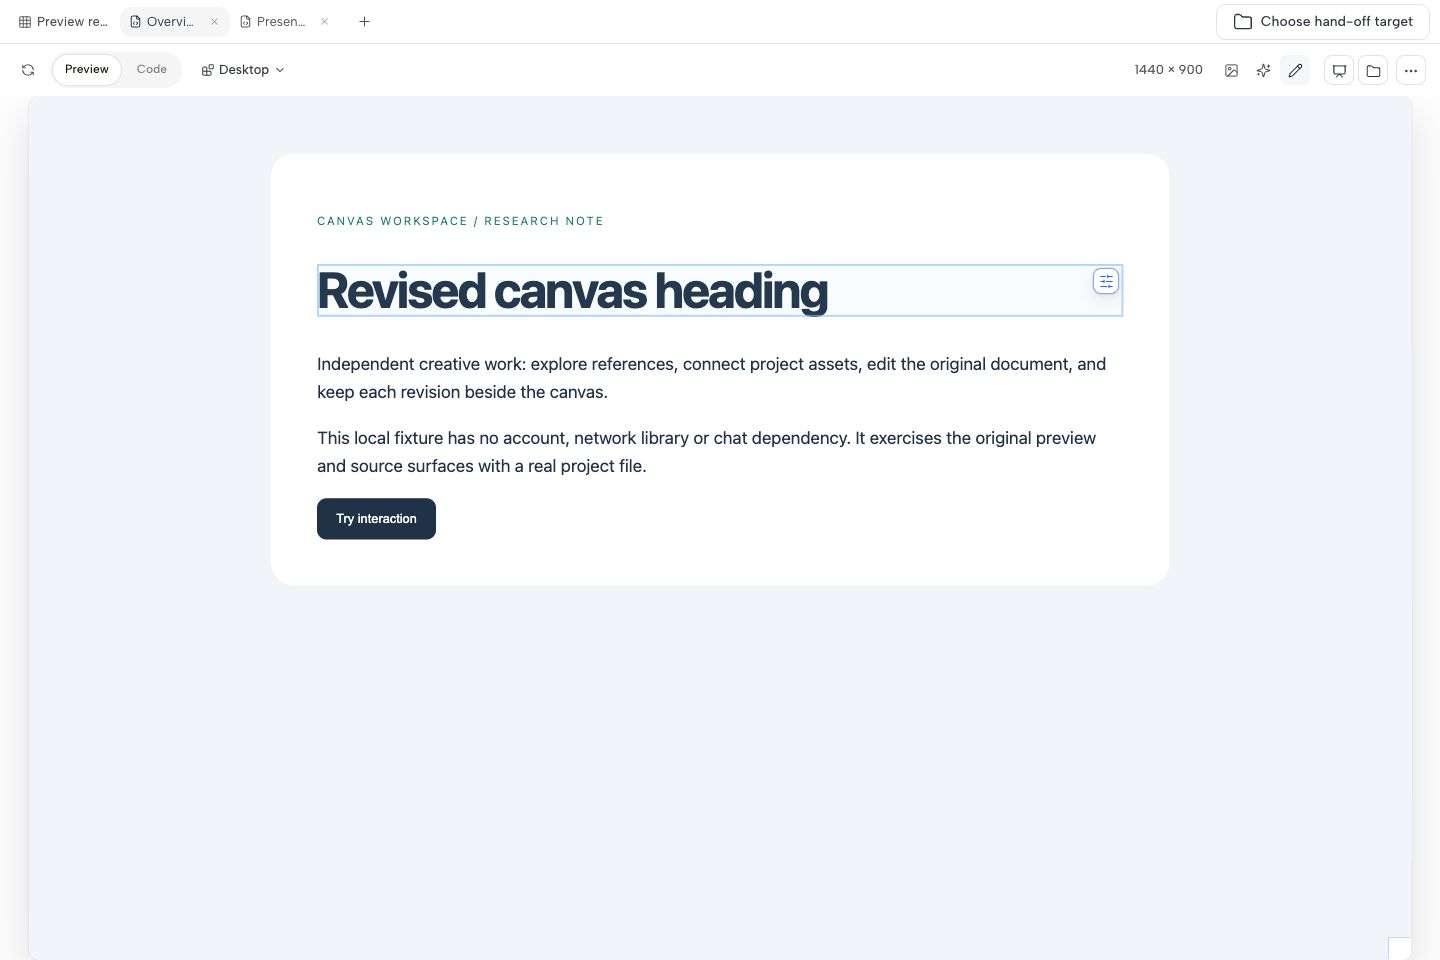 Preview re...
Overvi...
Presen...
Choose hand-off target
Preview
Code
Desktop
1440 × 900
CANVAS WORKSPACE / RESEARCH NOTE
Revised canvas heading
Independent creative work: explore references, connect project assets, edit the original document, and
keep each revision beside the canvas.
This local fixture has no account, network library or chat dependency. It exercises the original preview
and source surfaces with a real project file.
Try interaction